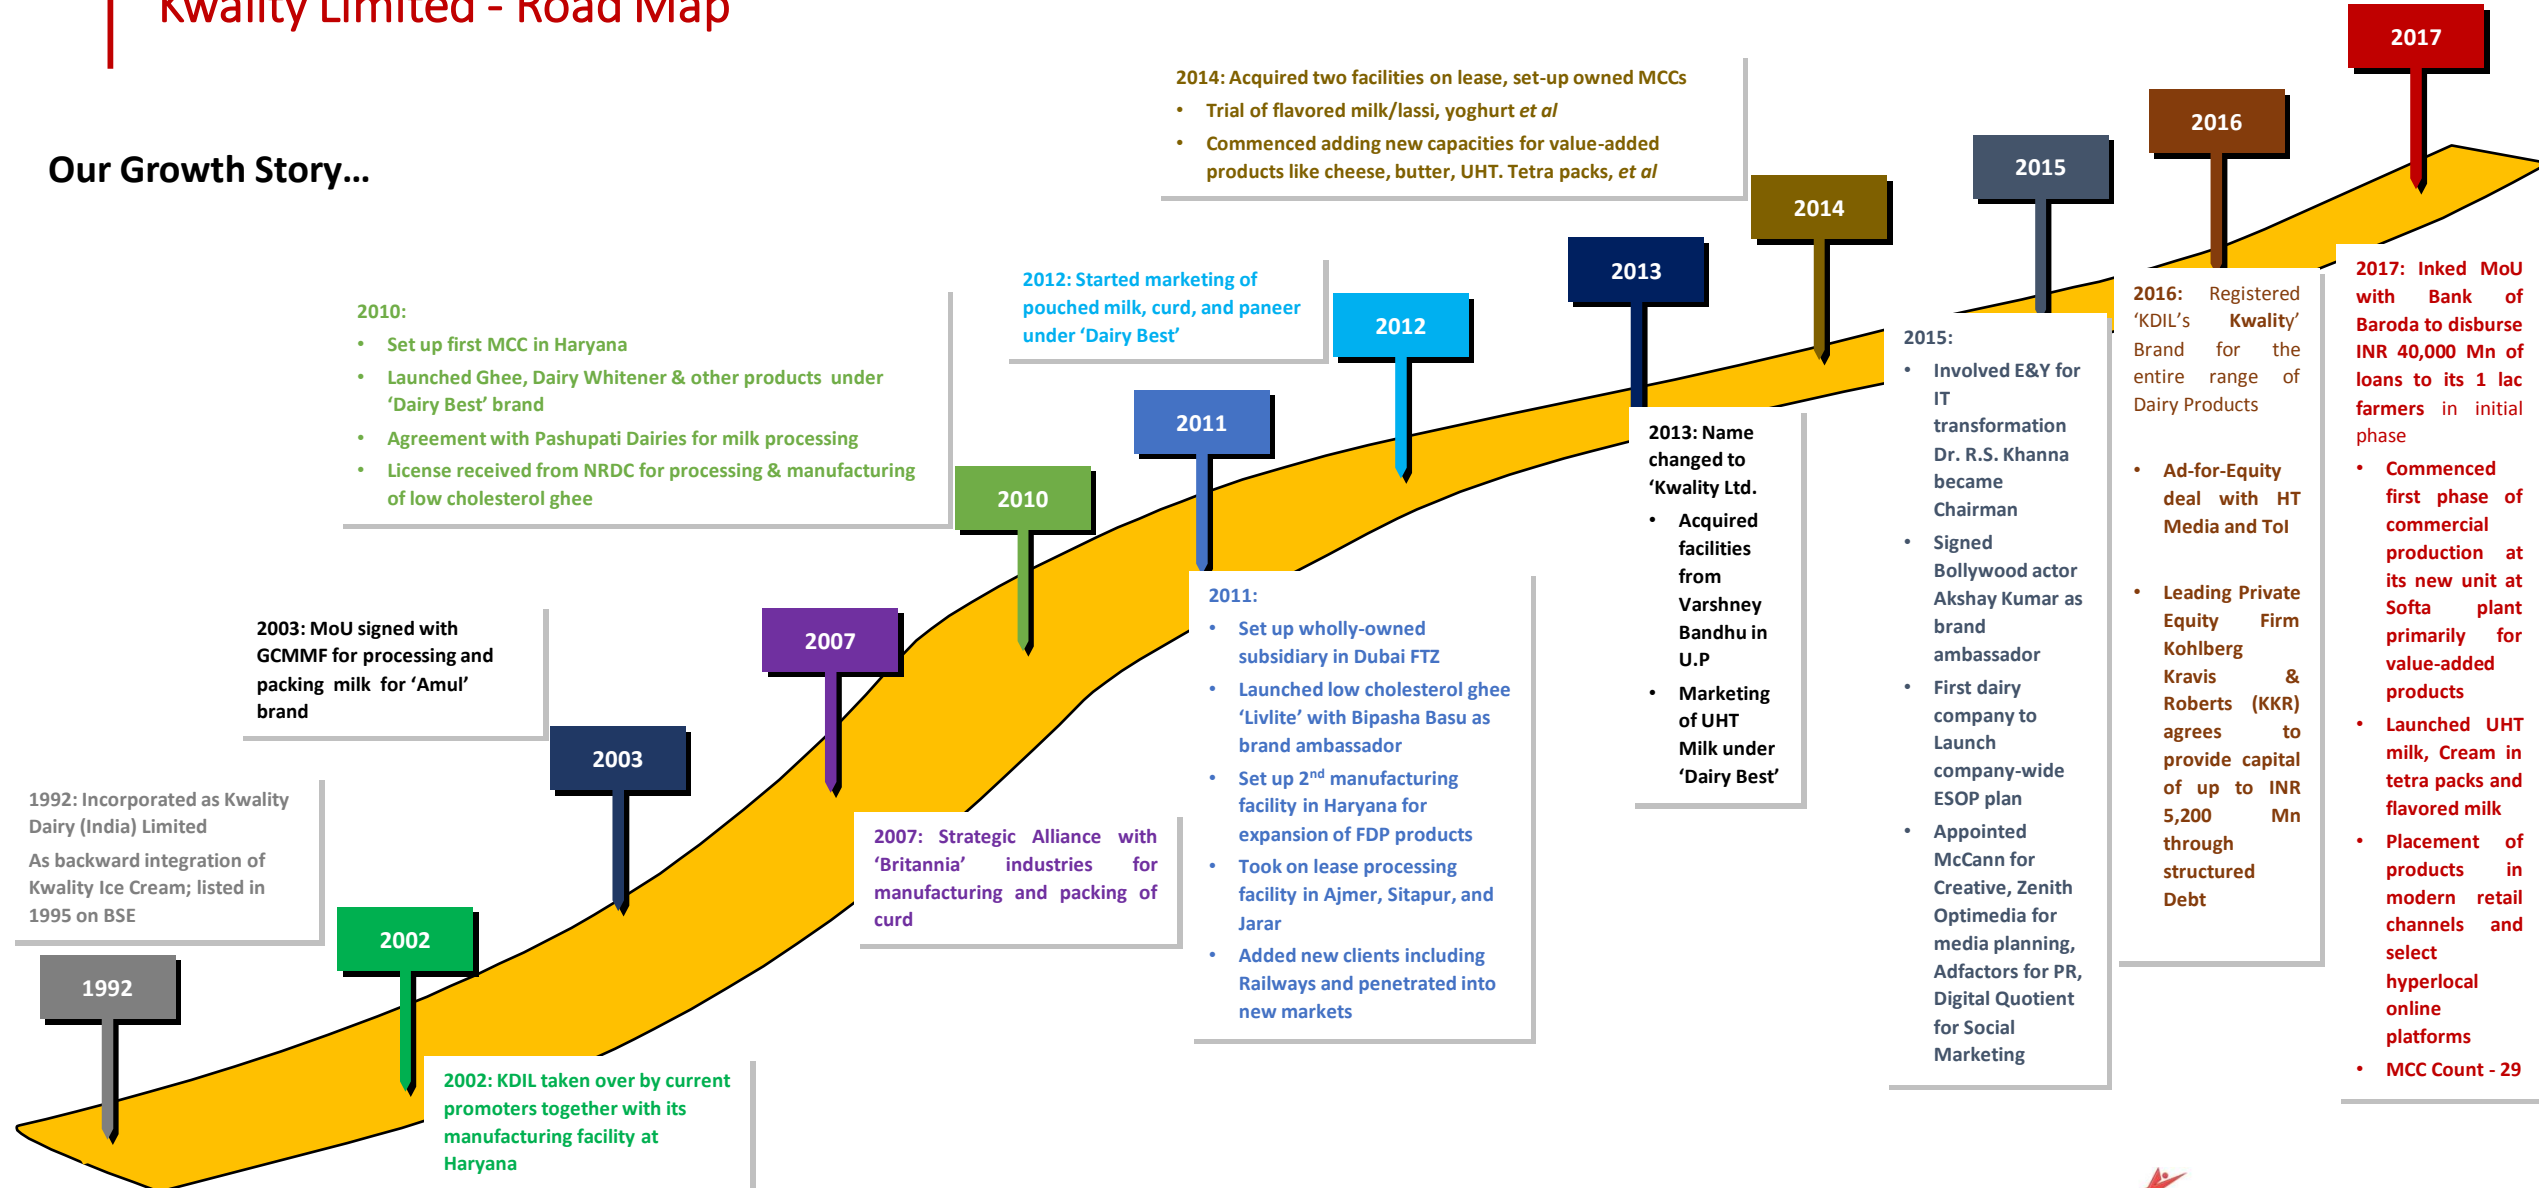 Kwality Limited - Road Map
Our Growth Story...
1992
1992: Incorporated as Kwality
Dairy (India) Limited
As backward integration of
Kwality Ice Cream; listed in
1995 on BSE
2002
2002: KDIL taken over by current
promoters together with its
manufacturing facility at
Haryana
2003
2003: MoU signed with
GCMMF for processing and
packing milk for ‘Amul’
brand
2007
2007: Strategic Alliance with
‘Britannia’ industries for
manufacturing and packing of
curd
2010
2010:
• Set up first MCC in Haryana
• Launched Ghee, Dairy Whitener & other products under
‘Dairy Best’ brand
• Agreement with Pashupati Dairies for milk processing
• License received from NRDC for processing & manufacturing
of low cholesterol ghee
2011
2011:
• Set up wholly-owned
subsidiary in Dubai FTZ
• Launched low cholesterol ghee
‘Livlite’ with Bipasha Basu as
brand ambassador
• Set up 2nd manufacturing
facility in Haryana for
expansion of FDP products
• Took on lease processing
facility in Ajmer, Sitapur, and
Jarar
• Added new clients including
Railways and penetrated into
new markets
2012
2012: Started marketing of
pouched milk, curd, and paneer
under ‘Dairy Best’
2013
2013: Name
changed to
‘Kwality Ltd.
• Acquired
facilities
from
Varshney
Bandhu in
U.P
• Marketing
of UHT
Milk under
‘Dairy Best’
2014
2014: Acquired two facilities on lease, set-up owned MCCs
• Trial of flavored milk/lassi, yoghurt et al
• Commenced adding new capacities for value-added
products like cheese, butter, UHT. Tetra packs, et al
2015
2015:
• Involved E&Y for
IT
transformation
Dr. R.S. Khanna
became
Chairman
• Signed
Bollywood actor
Akshay Kumar as
brand
ambassador
• First dairy
company to
Launch
company-wide
ESOP plan
• Appointed
McCann for
Creative, Zenith
Optimedia for
media planning,
Adfactors for PR,
Digital Quotient
for Social
Marketing
2016
2016: Registered
‘KDIL’s Kwality’
Brand for the
entire range of
Dairy Products
• Ad-for-Equity
deal with HT
Media and ToI
• Leading Private
Equity Firm
Kohlberg
Kravis &
Roberts (KKR)
agrees to
provide capital
of up to INR
5,200 Mn
through
structured
Debt
2017
2017: Inked MoU
with Bank of
Baroda to disburse
INR 40,000 Mn of
loans to its 1 lac
farmers in initial
phase
• Commenced
first phase of
commercial
production at
its new unit at
Softa plant
primarily for
value-added
products
• Launched UHT
milk, Cream in
tetra packs and
flavored milk
• Placement of
products in
modern retail
channels and
select
hyperlocal
online
platforms
• MCC Count - 29